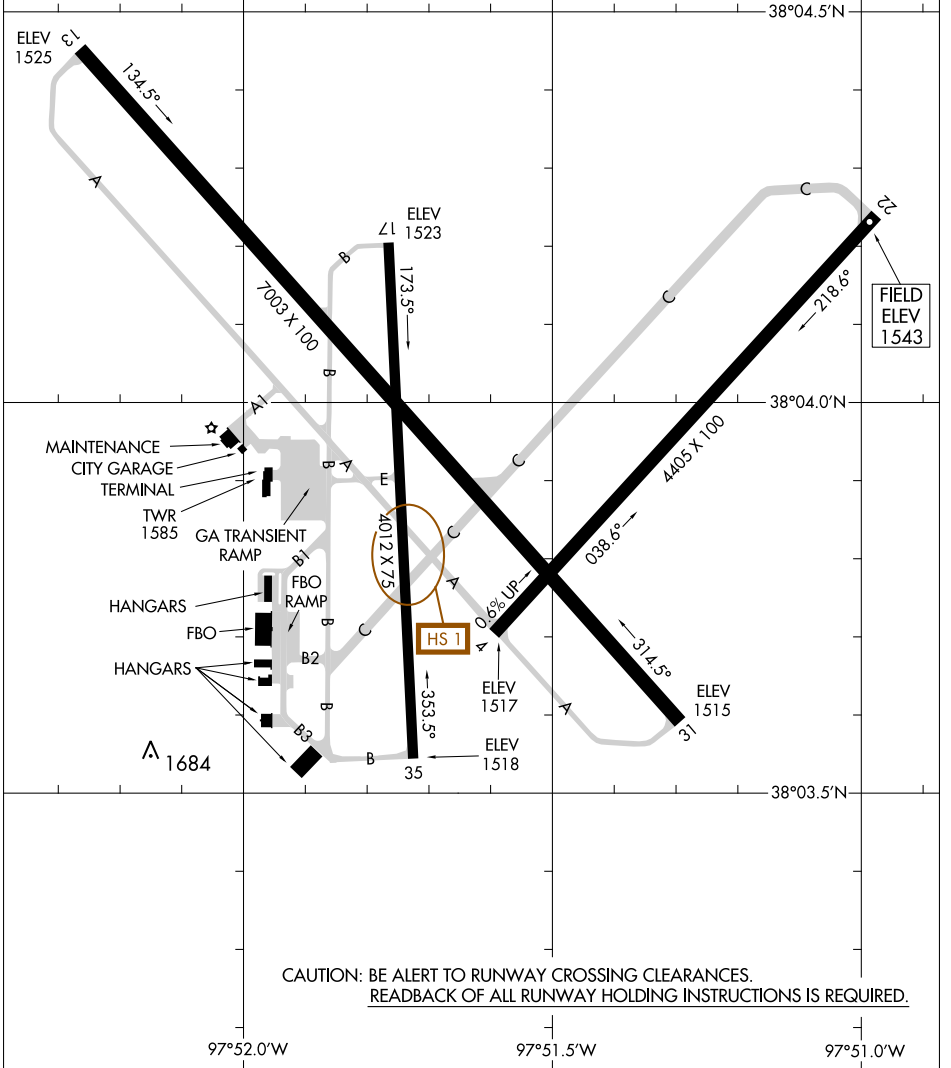 38°04.5'N
ELEV
1525
13
134.5°
A
C
22
ELEV
1523
17
B
173.5°
C
218.6°
FIELD
ELEV
1543
7003 X 100
B
38°04.0'N
A1
MAINTENANCE
CITY GARAGE
TERMINAL
TWR
1585
GA TRANSIENT
RAMP
B
A
E
C
4405 X 100
4012 X 75
C
038.6°
B1
HANGARS
FBO
RAMP
A
0.6% UP
FBO
B
C
HS 1
4
314.5°
HANGARS
B2
353.5°
ELEV
1517
ELEV
1515
31
A
B
B3
B
ELEV
1518
35
1684
38°03.5'N
CAUTION: BE ALERT TO RUNWAY CROSSING CLEARANCES.
READBACK OF ALL RUNWAY HOLDING INSTRUCTIONS IS REQUIRED.
97°52.0'W
97°51.5'W
97°51.0'W